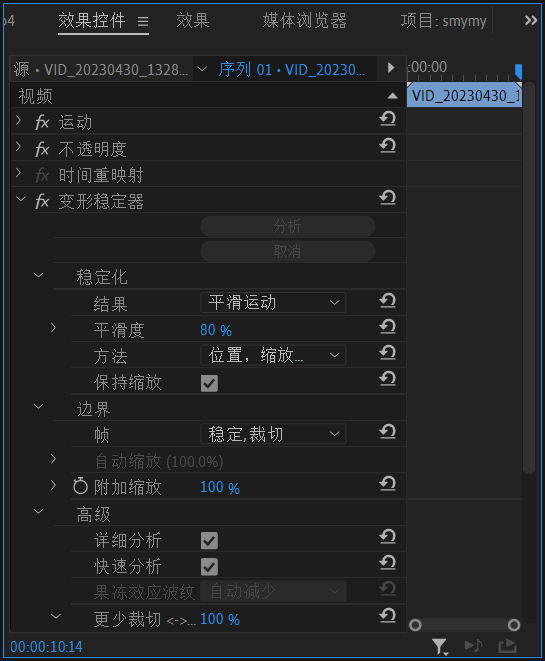 o4 效果控件 ≡ 效果 媒体浏览器 项目: smymy >>
源・VID_20230430_1328... 序列 01・VID_20230... :00:00
视频 VID_20230430_1
fx 运动
fx 不透明度
fx 时间重映射
fx 变形稳定器
分析
取消
稳定化
结果 平滑运动
平滑度 80 %
方法 位置，缩放...
保持缩放
边界
帧 稳定,裁切
自动缩放 (100.0%)
附加缩放 100 %
高级
详细分析
快速分析
果冻效应波纹 自动减少
更少裁切 <->... 100 %
00:00:10:14